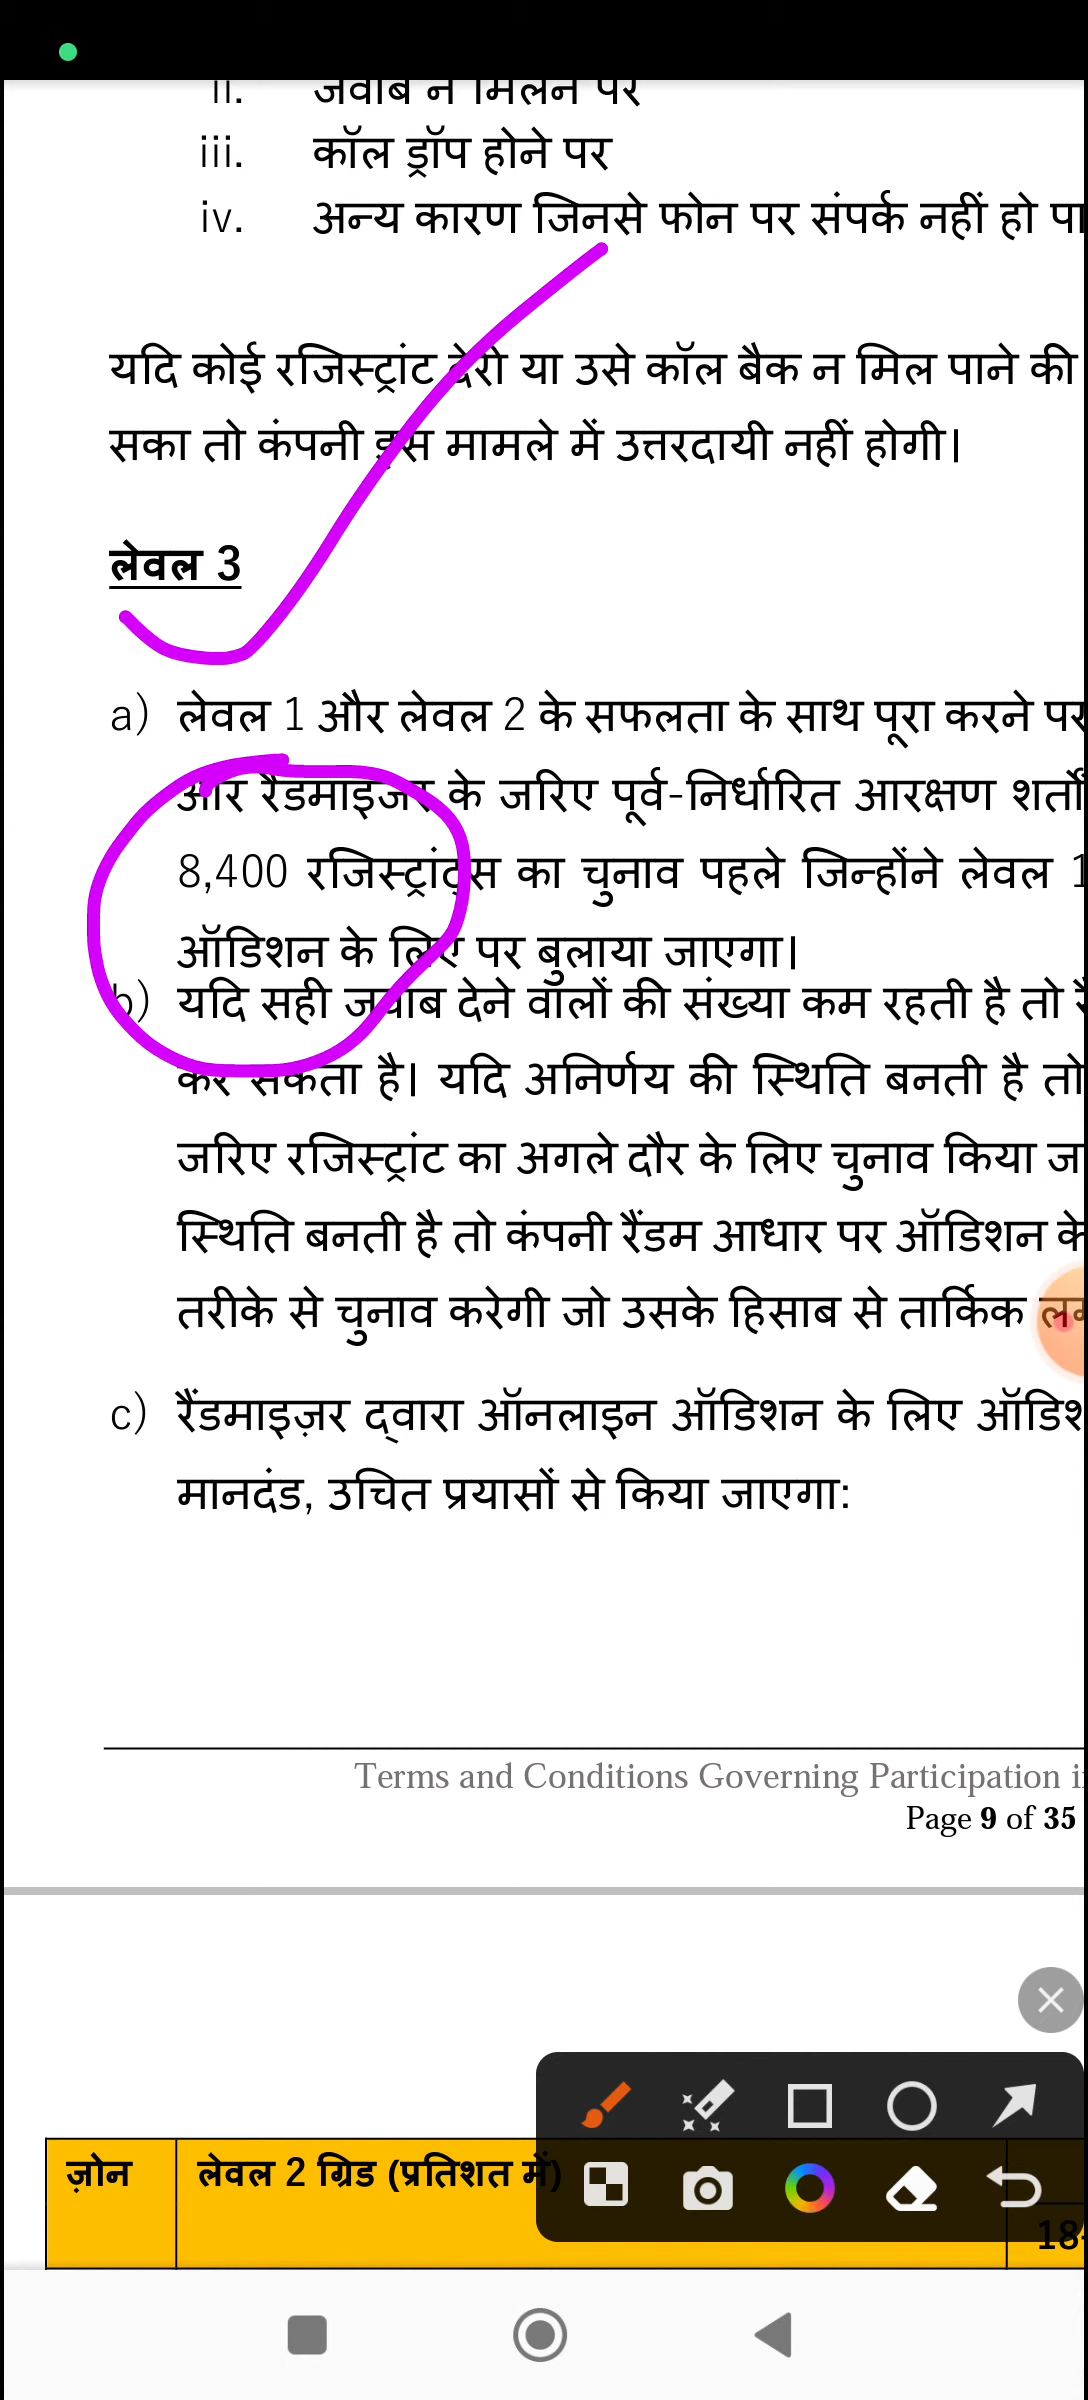 ii. जवाब न मिलने पर
iii. कॉल ड्रॉप होने पर
iv. अन्य कारण जिनसे फोन पर संपर्क नहीं हो पा
यदि कोई रजिस्ट्रांट देरी या उसे कॉल बैक न मिल पाने की
सका तो कंपनी इस मामले में उत्तरदायी नहीं होगी।
लेवल 3
a) लेवल 1 और लेवल 2 के सफलता के साथ पूरा करने पर
और रैंडमाइजर के जरिए पूर्व-निर्धारित आरक्षण शर्तों
8,400 रजिस्ट्रांट्स का चुनाव पहले जिन्होंने लेवल 1
ऑडिशन के लिए पर बुलाया जाएगा।
b) यदि सही जवाब देने वालों की संख्या कम रहती है तो
कर सकता है। यदि अनिर्णय की स्थिति बनती है तो
जरिए रजिस्ट्रांट का अगले दौर के लिए चुनाव किया ज
स्थिति बनती है तो कंपनी रैंडम आधार पर ऑडिशन के
तरीके से चुनाव करेगी जो उसके हिसाब से तार्किक
c) रैंडमाइज़र द्वारा ऑनलाइन ऑडिशन के लिए ऑडिश
मानदंड, उचित प्रयासों से किया जाएगा:
Terms and Conditions Governing Participation i
Page 9 of 35
ज़ोन लेवल 2 ग्रिड (प्रतिशत में)
18-